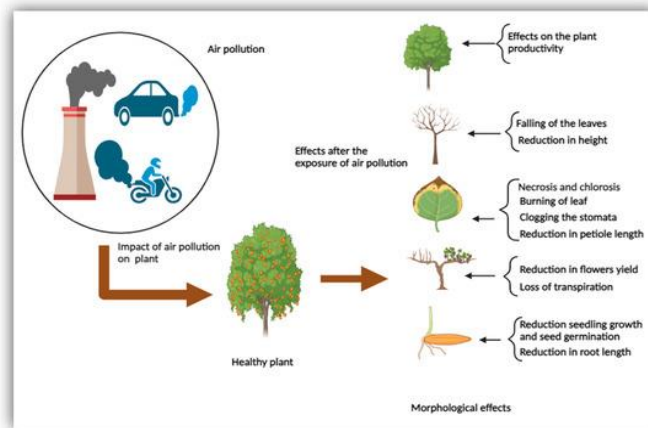 Air pollution
Impact of air pollution
on plant
Healthy plant
Effects after the
exposure of air pollution
Effects on the plant
productivity
Falling of the leaves
Reduction in height
Necrosis and chlorosis
Burning of leaf
Clogging the stomata
Reduction in petiole length
Reduction in flowers yield
Loss of transpiration
Reduction seedling growth
and seed germination
Reduction in root length
Morphological effects